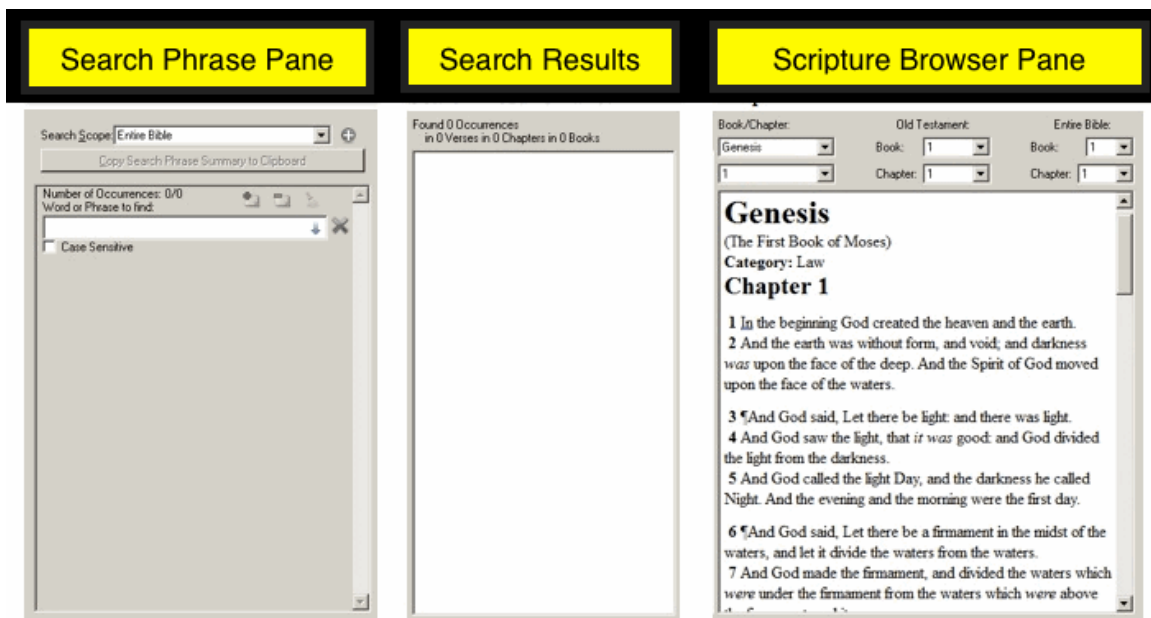 Search Phrase Pane
Search Results
Scripture Browser Pane
Search Scope: Entire Bible
Copy Search Phrase Summary to Clipboard
Number of Occurrences: 0/0
Word or Phrase to find:
Case Sensitive
Found 0 Occurrences
in 0 Verses in 0 Chapters in 0 Books
Book/Chapter: Old Testament: Entire Bible:
Genesis Book: 1 Book: 1
1 Chapter: 1 Chapter: 1
Genesis
(The First Book of Moses)
Category: Law
Chapter 1
1 In the beginning God created the heaven and the earth.
2 And the earth was without form, and void; and darkness
was upon the face of the deep. And the Spirit of God moved
upon the face of the waters.
3 ¶And God said, Let there be light: and there was light.
4 And God saw the light, that it was good: and God divided
the light from the darkness.
5 And God called the light Day, and the darkness he called
Night. And the evening and the morning were the first day.
6 ¶And God said, Let there be a firmament in the midst of the
waters, and let it divide the waters from the waters.
7 And God made the firmament, and divided the waters which
were under the firmament from the waters which were above